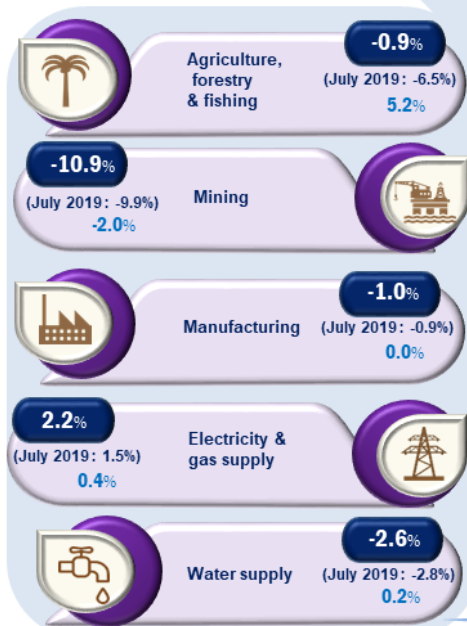 Agriculture,
forestry
& fishing
-0.9%
(July 2019: -6.5%)
5.2%
-10.9%
(July 2019: -9.9%)
-2.0%
Mining
Manufacturing
-1.0%
(July 2019: -0.9%)
0.0%
2.2%
(July 2019: 1.5%)
0.4%
Electricity &
gas supply
Water supply
-2.6%
(July 2019: -2.8%)
0.2%